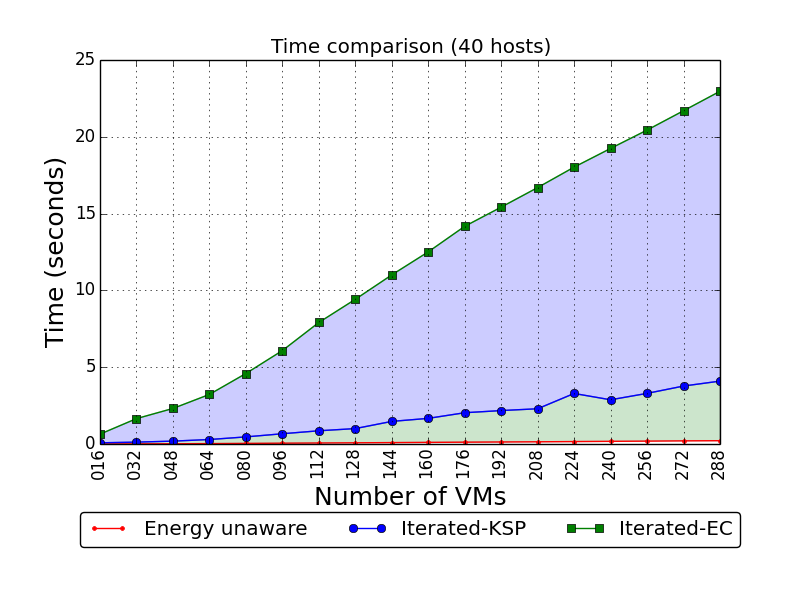 Time comparison (40 hosts)
25
20
15
10
5
0
Time (seconds)
016 032 048 064 080 096 112 128 144 160 176 192 208 224 240 256 272 288
Number of VMs
Energy unaware Iterated-KSP Iterated-EC